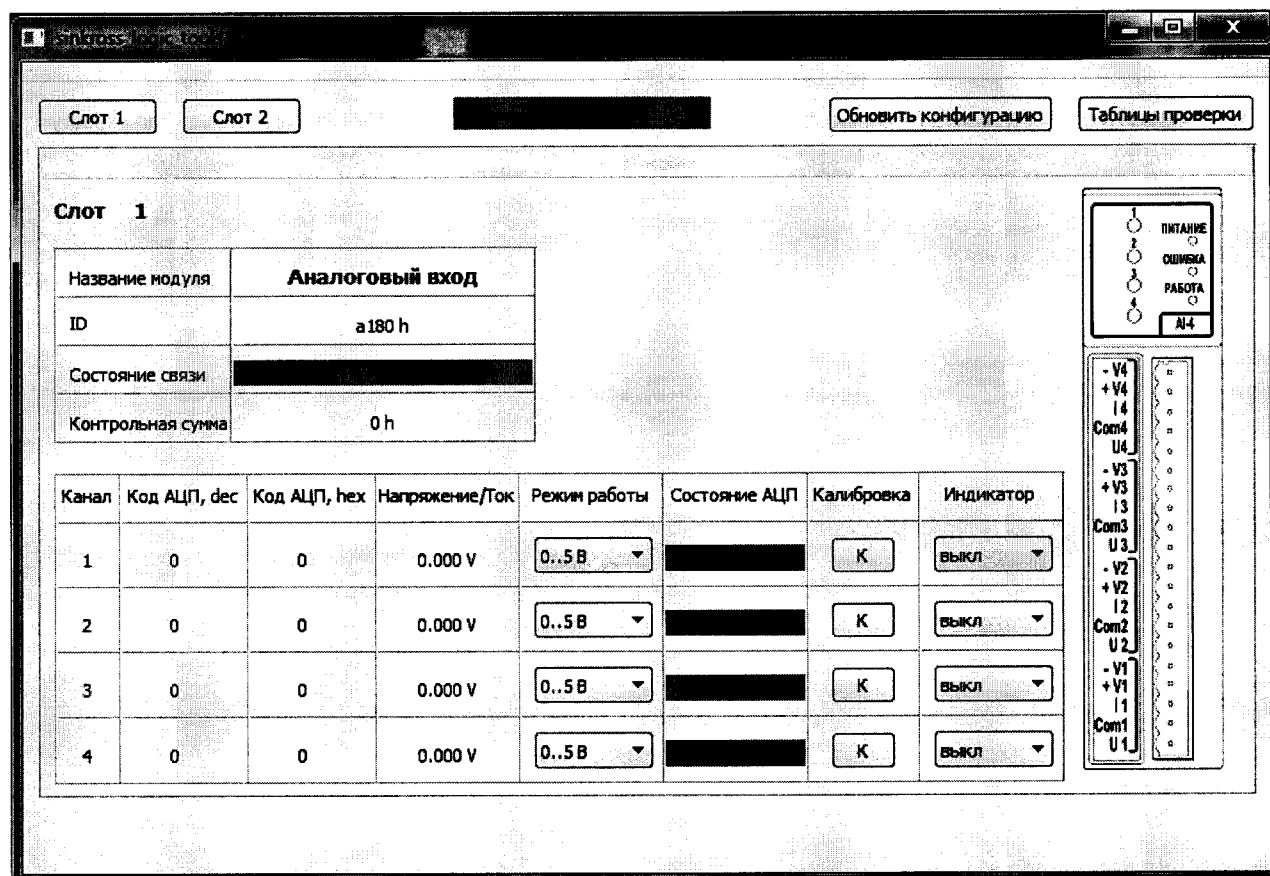 sinkross logic tools
Слот 1 Слот 2 Обновить конфигурацию Таблицы проверки
Слот 1
Название модуля Аналоговый вход
ID a180 h
Состояние связи
Контрольная сумма 0 h
Канал Код АЦП, dec Код АЦП, hex Напряжение/Ток Режим работы Состояние АЦП Калибровка Индикатор
1 0 0 0.000 V 0..5 В К выкл
2 0 0 0.000 V 0..5 В К выкл
3 0 0 0.000 V 0..5 В К выкл
4 0 0 0.000 V 0..5 В К выкл
1
ПИТАНИЕ
2
ОШИБКА
3
РАБОТА
4
AI-4
- V4
+ V4
I 4
Com4
U4
- V3
+ V3
I 3
Com3
U 3
- V2
+ V2
I 2
Com2
U 2
- V1
+ V1
I 1
Com1
U 1